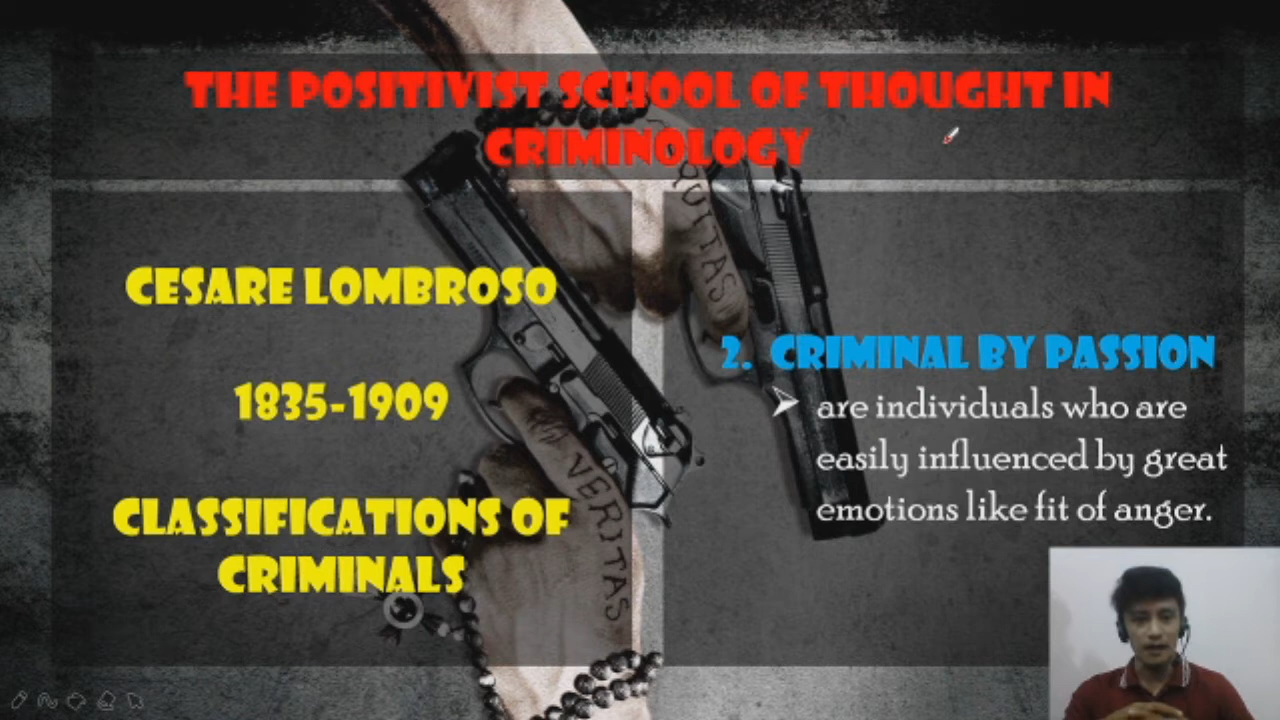 THE POSITIVIST SCHOOL OF THOUGHT IN
CRIMINOLOGY
CESARE LOMBROSO
1835-1909
CLASSIFICATIONS OF
CRIMINALS
2. CRIMINAL BY PASSION
are individuals who are
easily influenced by great
emotions like fit of anger.
QUITAS
VERITAS